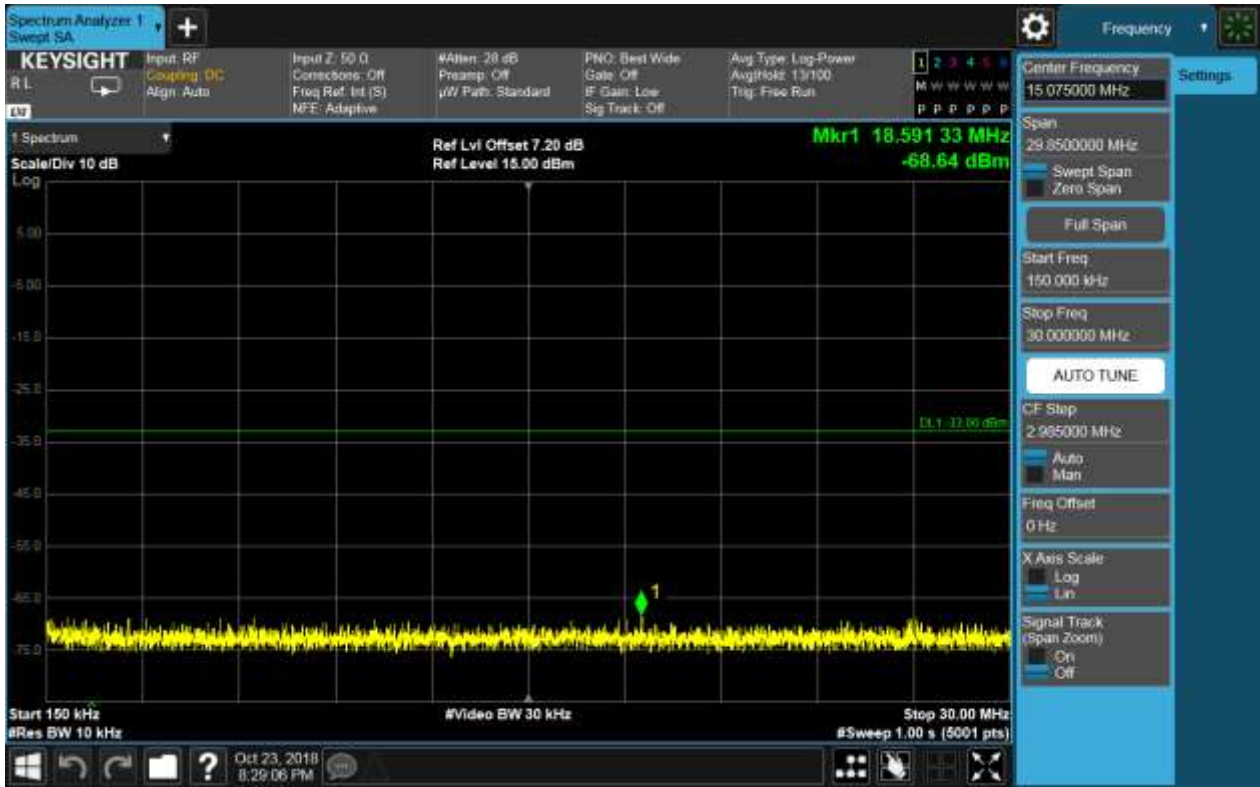 Spectrum Analyzer 1
Swept SA
+
Frequency
KEYSIGHT
R L
Input: RF
Coupling: DC
Align: Auto
Input Z: 50 Ω
Corrections: Off
Freq Ref: Int (S)
NFE: Adaptive
#Atten: 28 dB
Preamp: Off
µW Path: Standard
PNO: Best Wide
Gate: Off
IF Gain: Low
Sig Track: Off
Avg Type: Log-Power
Avg|Hold: 13/100
Trig: Free Run
1 2 3 4 5 6
M W W W W W
P P P P P P
1 Spectrum
Scale/Div 10 dB
Log
Ref Lvl Offset 7.20 dB
Ref Level 15.00 dBm
Mkr1 18.591 33 MHz
-68.64 dBm
5.00
-5.00
-15.0
-25.0
-35.0
-45.0
-55.0
-65.0
-75.0
1
Start 150 kHz
#Res BW 10 kHz
#Video BW 30 kHz
Stop 30.00 MHz
#Sweep 1.00 s (5001 pts)
?
Oct 23, 2018
8:29:06 PM
Center Frequency
15.075000 MHz
Settings
Span
29.8500000 MHz
Swept Span
Zero Span
Full Span
Start Freq
150.000 kHz
Stop Freq
30.000000 MHz
AUTO TUNE
CF Step
2.985000 MHz
Auto
Man
Freq Offset
0 Hz
X Axis Scale
Log
Lin
Signal Track
(Span Zoom)
On
Off